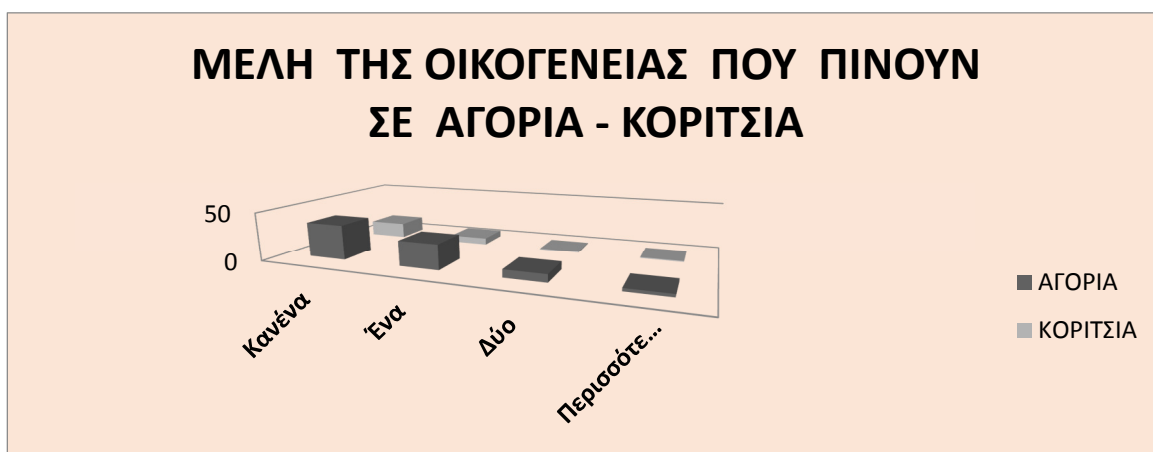 ΜΕΛΗ ΤΗΣ ΟΙΚΟΓΕΝΕΙΑΣ ΠΟΥ ΠΙΝΟΥΝ
ΣΕ ΑΓΟΡΙΑ - ΚΟΡΙΤΣΙΑ
50
0
Κανένα
Ένα
Δύο
Περισσότε...
ΑΓΟΡΙΑ
ΚΟΡΙΤΣΙΑ